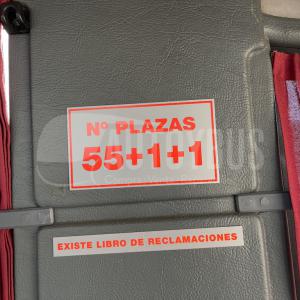 Nº PLAZAS
55+1+1
EXISTE LIBRO DE RECLAMACIONES